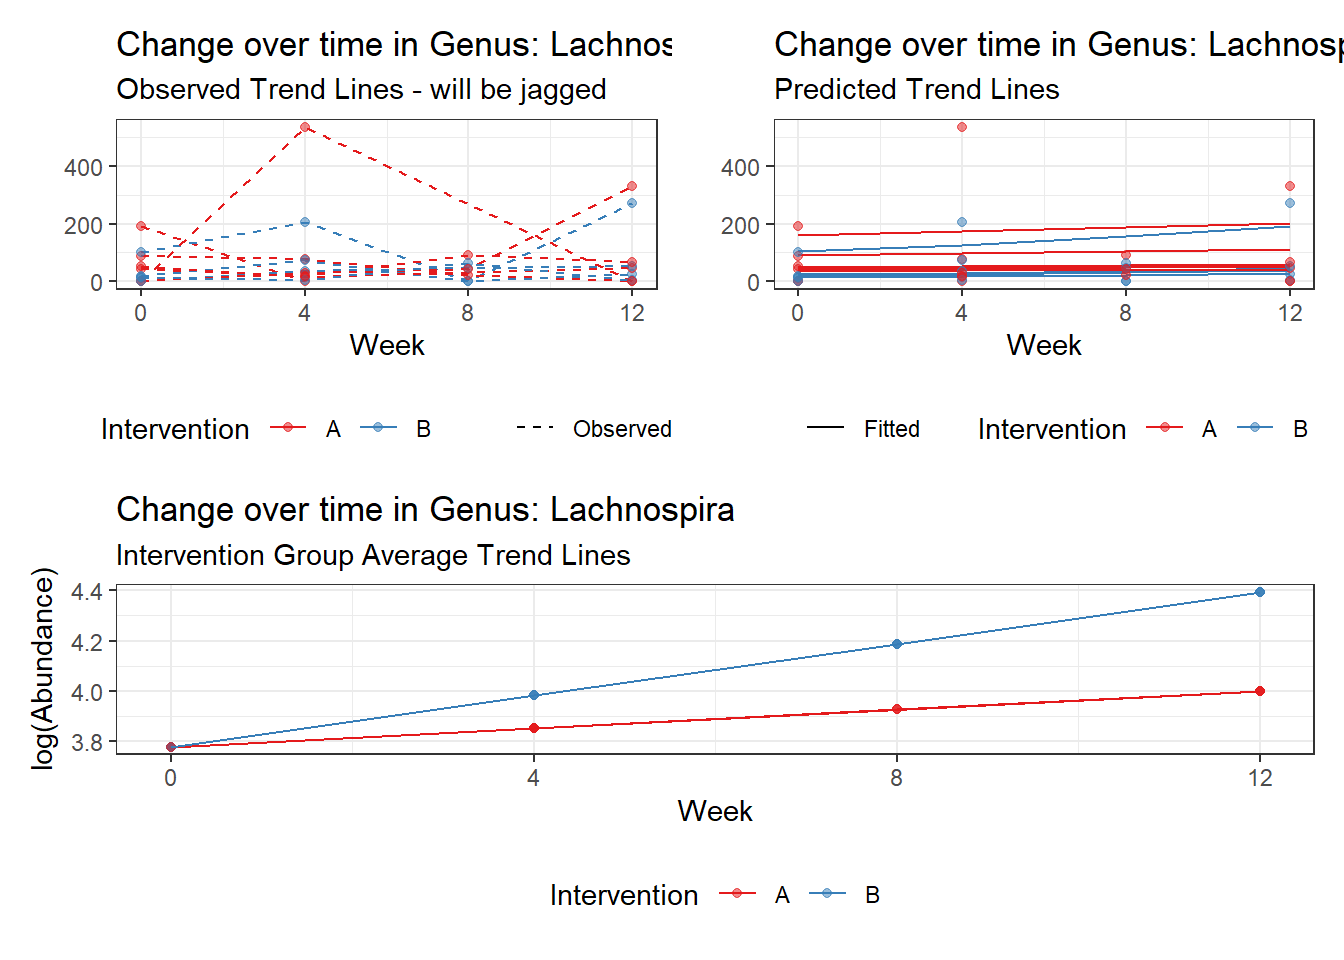 Change over time in Genus: Lachnos
Observed Trend Lines - will be jagged
400
200
0
0 4 8 12
Week
Intervention A B Observed
Change over time in Genus: Lachnosp
Predicted Trend Lines
400
200
0
0 4 8 12
Week
Fitted Intervention A B
Change over time in Genus: Lachnospira
Intervention Group Average Trend Lines
log(Abundance)
4.4
4.2
4.0
3.8
0 4 8 12
Week
Intervention A B